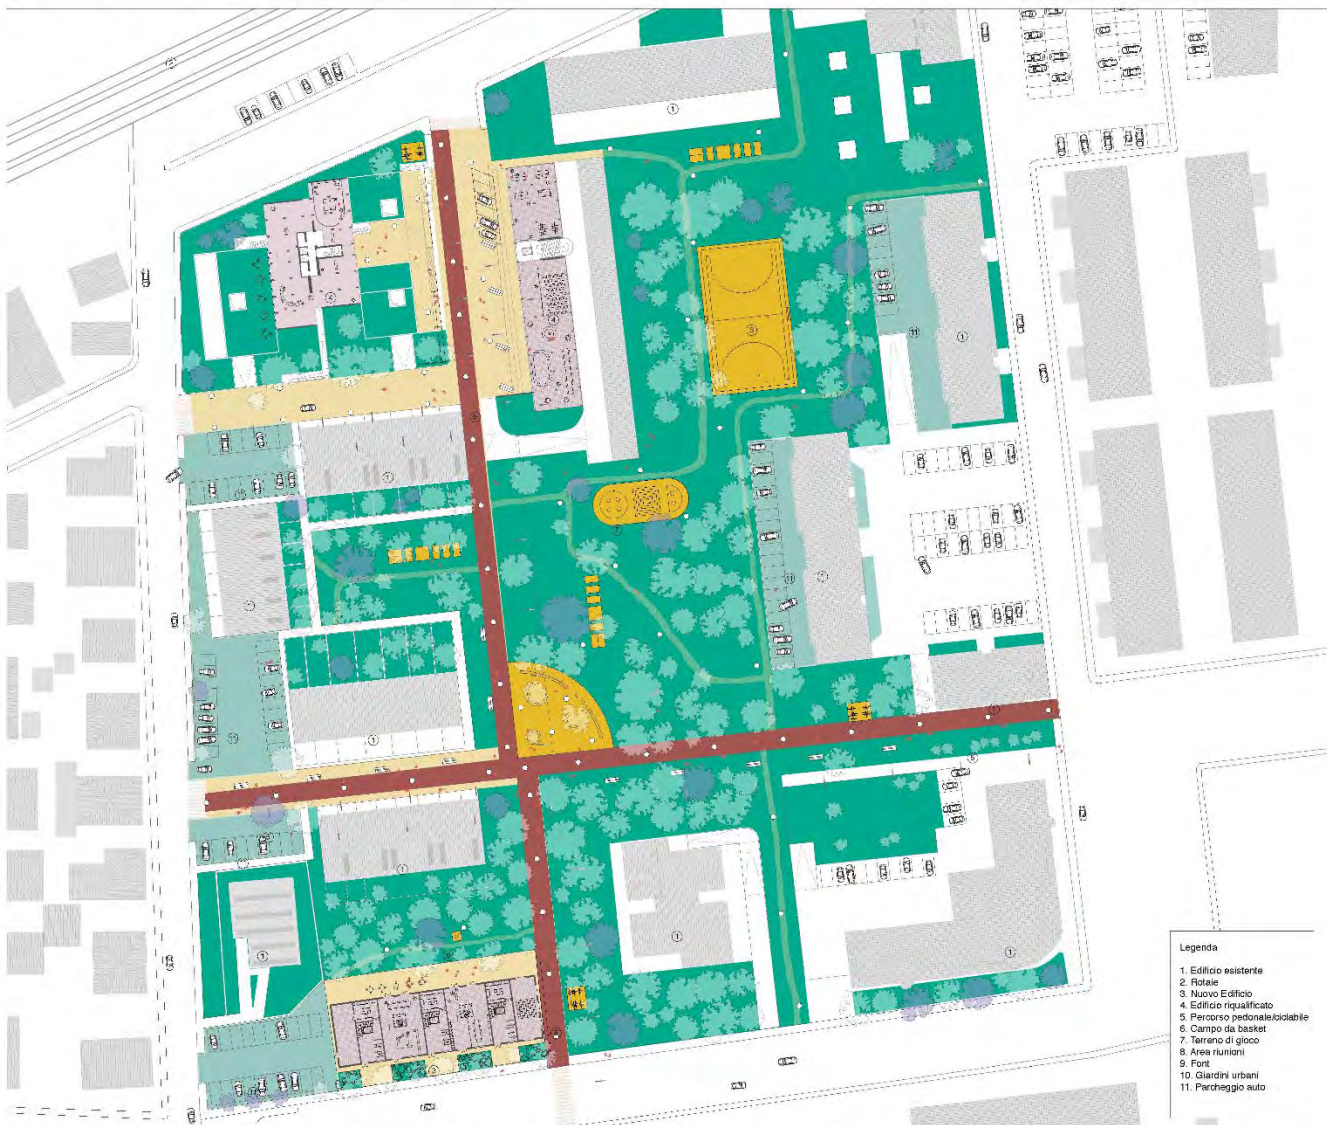 Legenda
1. Edificio esistente
2. Rotaie
3. Nuovo Edificio
4. Edificio riqualificato
5. Percorso pedonale/ciclabile
6. Campo da basket
7. Terreno di gioco
8. Area riunioni
9. Font
10. Giardini urbani
11. Parcheggio auto